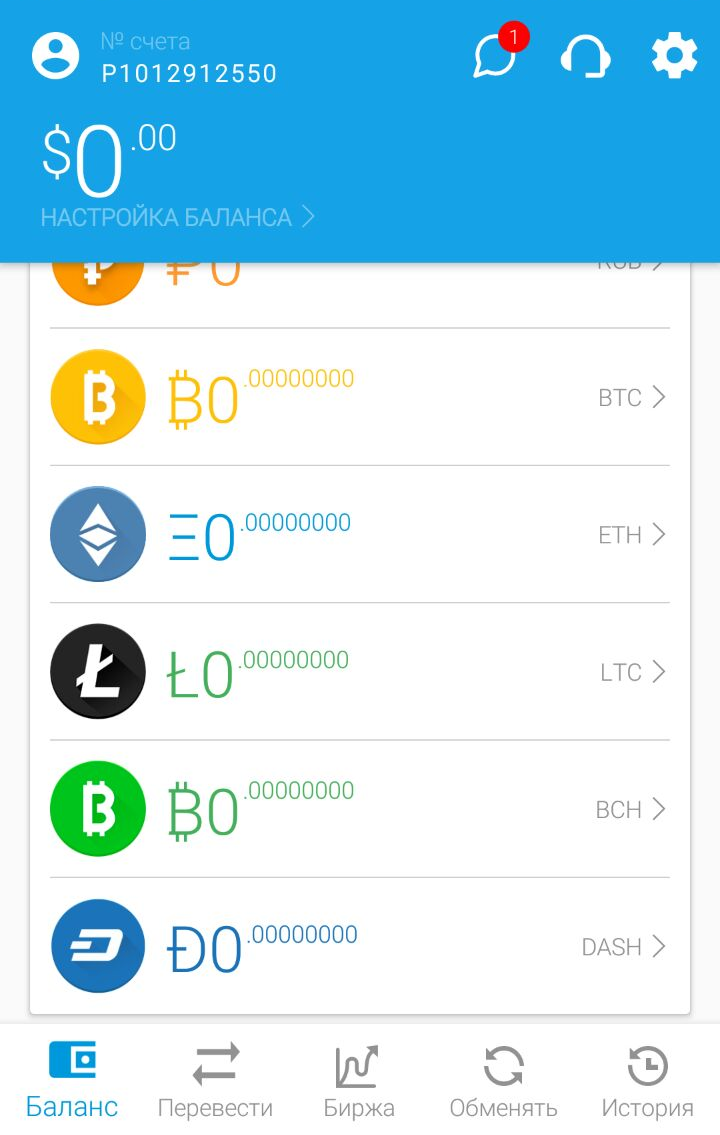 № счета
P1012912550
1
$0.00
НАСТРОЙКА БАЛАНСА
₽0
RUB
₿0.00000000
BTC
Ξ0.00000000
ETH
Ł0.00000000
LTC
₿0.00000000
BCH
Đ0.00000000
DASH
Баланс
Перевести
Биржа
Обменять
История